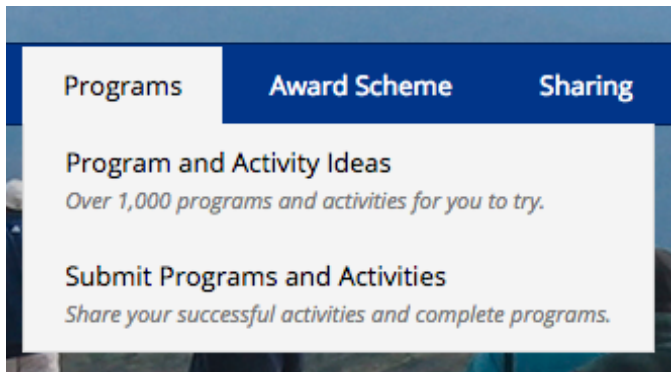 Programs
Award Scheme
Sharing
Program and Activity Ideas
Over 1,000 programs and activities for you to try.
Submit Programs and Activities
Share your successful activities and complete programs.